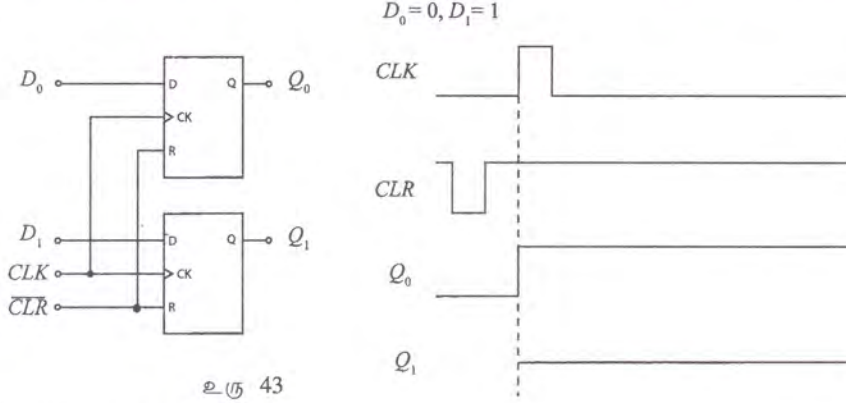 D₀ = 0, D₁ = 1
D₀
D
Q
Q₀
CK
R
D₁
D
Q
Q₁
CLK
CK
C̅L̅R̅
R
உரு 43
CLK
CLR
Q₀
Q₁